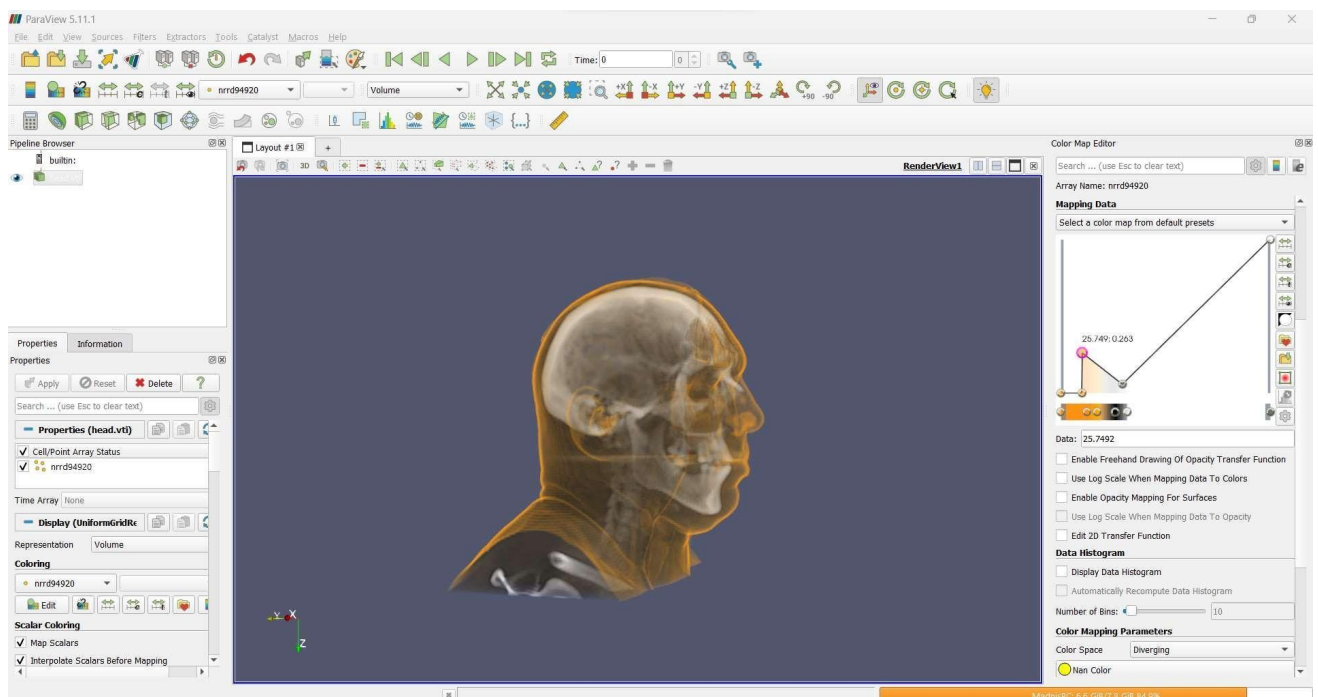 ParaView 5.11.1
File Edit View Sources Filters Extractors Tools Catalyst Macros Help
Time: 0 0
nrrd94920 Volume +X -X +Y -Y +Z -Z +90 -90
Pipeline Browser
builtin:
Layout #1 +
3D
RenderView1
Color Map Editor
Search ... (use Esc to clear text)
Array Name: nrrd94920
Mapping Data
Select a color map from default presets
25.749; 0.263
Data: 25.7492
Enable Freehand Drawing Of Opacity Transfer Function
Use Log Scale When Mapping Data To Colors
Enable Opacity Mapping For Surfaces
Use Log Scale When Mapping Data To Opacity
Edit 2D Transfer Function
Data Histogram
Display Data Histogram
Automatically Recompute Data Histogram
Number of Bins: 10
Color Mapping Parameters
Color Space Diverging
Nan Color
Properties Information
Properties
Apply Reset Delete ?
Search ... (use Esc to clear text)
Properties (head.vti)
Cell/Point Array Status
nrrd94920
Time Array None
Display (UniformGridRe
Representation Volume
Coloring
nrrd94920
Edit
Scalar Coloring
Map Scalars
Interpolate Scalars Before Mapping
Y X
Z